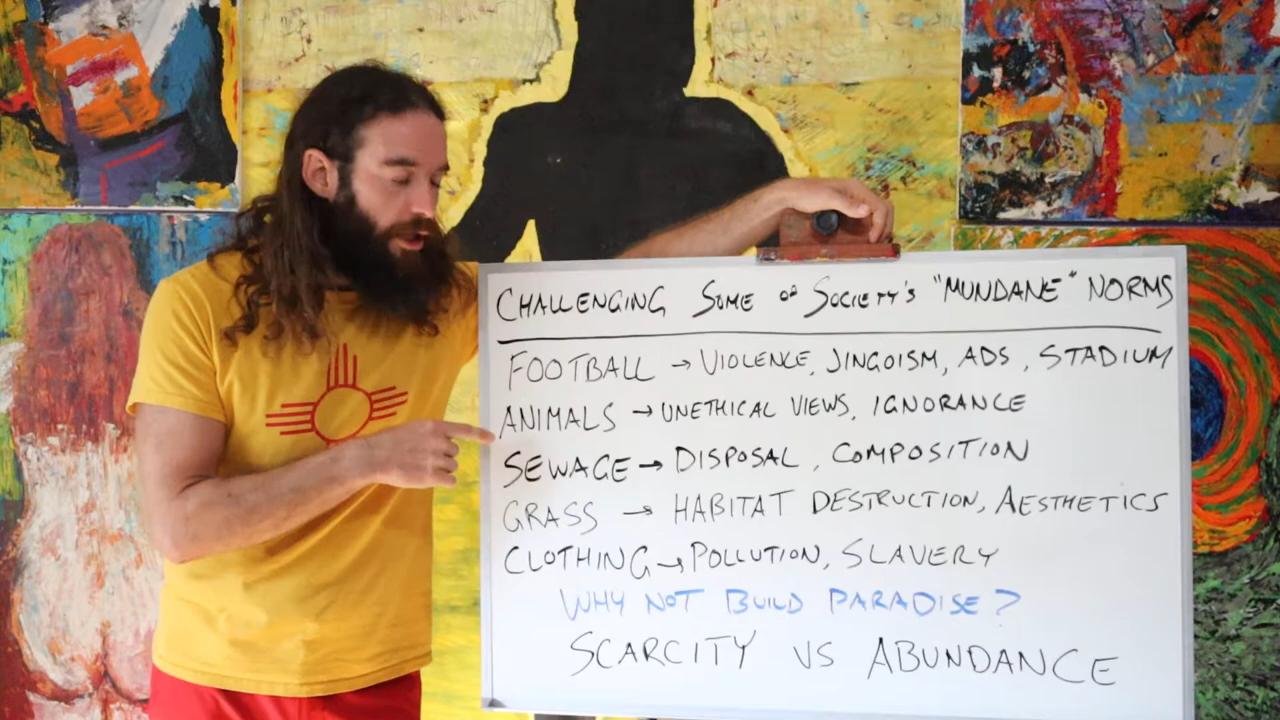 CHALLENGING SOME OF SOCIETY'S "MUNDANE" NORMS
FOOTBALL → VIOLENCE, JINGOISM, ADS, STADIUM
ANIMALS → UNETHICAL VIEWS, IGNORANCE
SEWAGE → DISPOSAL, COMPOSITION
GRASS → HABITAT DESTRUCTION, AESTHETICS
CLOTHING → POLLUTION, SLAVERY
WHY NOT BUILD PARADISE?
SCARCITY VS ABUNDANCE